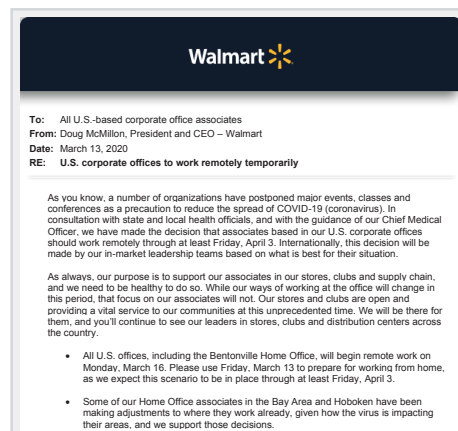 Walmart
To: All U.S.-based corporate office associates
From: Doug McMillon, President and CEO – Walmart
Date: March 13, 2020
RE: U.S. corporate offices to work remotely temporarily
As you know, a number of organizations have postponed major events, classes and
conferences as a precaution to reduce the spread of COVID-19 (coronavirus). In
consultation with state and local health officials, and with the guidance of our Chief Medical
Officer, we have made the decision that associates based in our U.S. corporate offices
should work remotely through at least Friday, April 3. Internationally, this decision will be
made by our in-market leadership teams based on what is best for their situation.
As always, our purpose is to support our associates in our stores, clubs and supply chain,
and we need to be healthy to do so. While our ways of working at the office will change in
this period, that focus on our associates will not. Our stores and clubs are open and
providing a vital service to our communities at this unprecedented time. We will be there for
them, and you’ll continue to see our leaders in stores, clubs and distribution centers across
the country.
• All U.S. offices, including the Bentonville Home Office, will begin remote work on
Monday, March 16. Please use Friday, March 13 to prepare for working from home,
as we expect this scenario to be in place through at least Friday, April 3.
• Some of our Home Office associates in the Bay Area and Hoboken have been
making adjustments to where they work already, given how the virus is impacting
their areas, and we support those decisions.